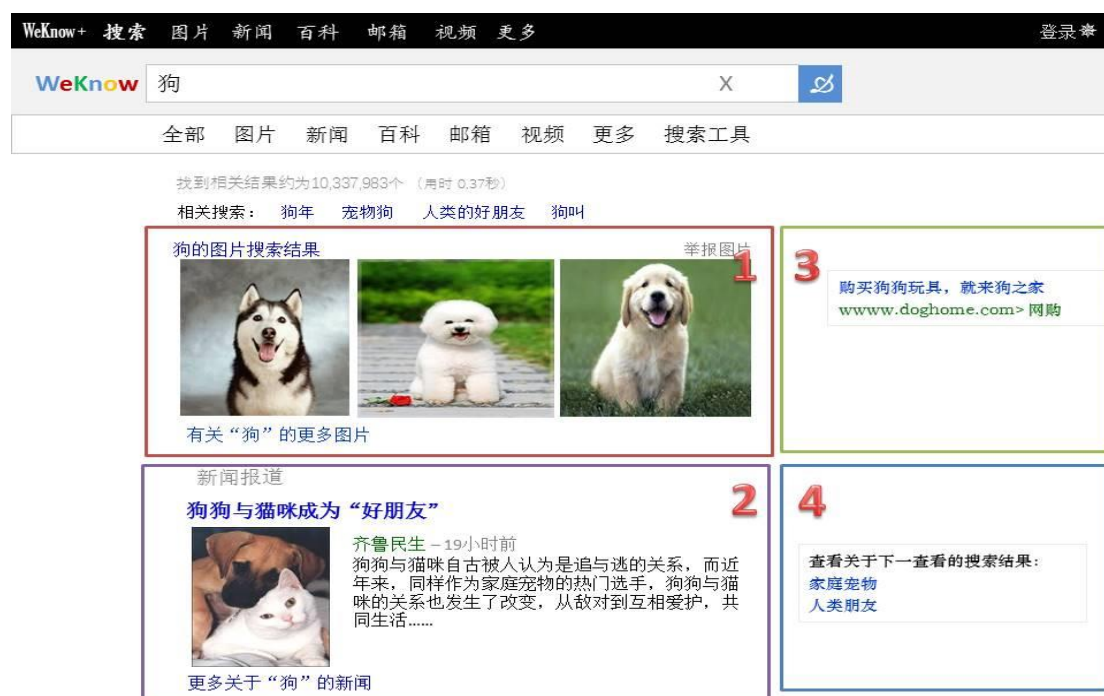 WeKnow+ 搜索 图片 新闻 百科 邮箱 视频 更多 登录
WeKnow 狗 X
全部 图片 新闻 百科 邮箱 视频 更多 搜索工具
找到相关结果约为10,337,983个 （用时 0.37秒）
相关搜索： 狗年 宠物狗 人类的好朋友 狗叫
狗的图片搜索结果 举报图片
1
有关“狗”的更多图片
3
购买狗狗玩具，就来狗之家
wwww.doghome.com> 网购
新闻报道
2
狗狗与猫咪成为“好朋友”
齐鲁民生 – 19小时前
狗狗与猫咪自古被人认为是追与逃的关系，而近
年来，同样作为家庭宠物的热门选手，狗狗与猫
咪的关系也发生了改变，从敌对到互相爱护，共
同生活……
更多关于“狗”的新闻
4
查看关于下一查看的搜索结果：
家庭宠物
人类朋友